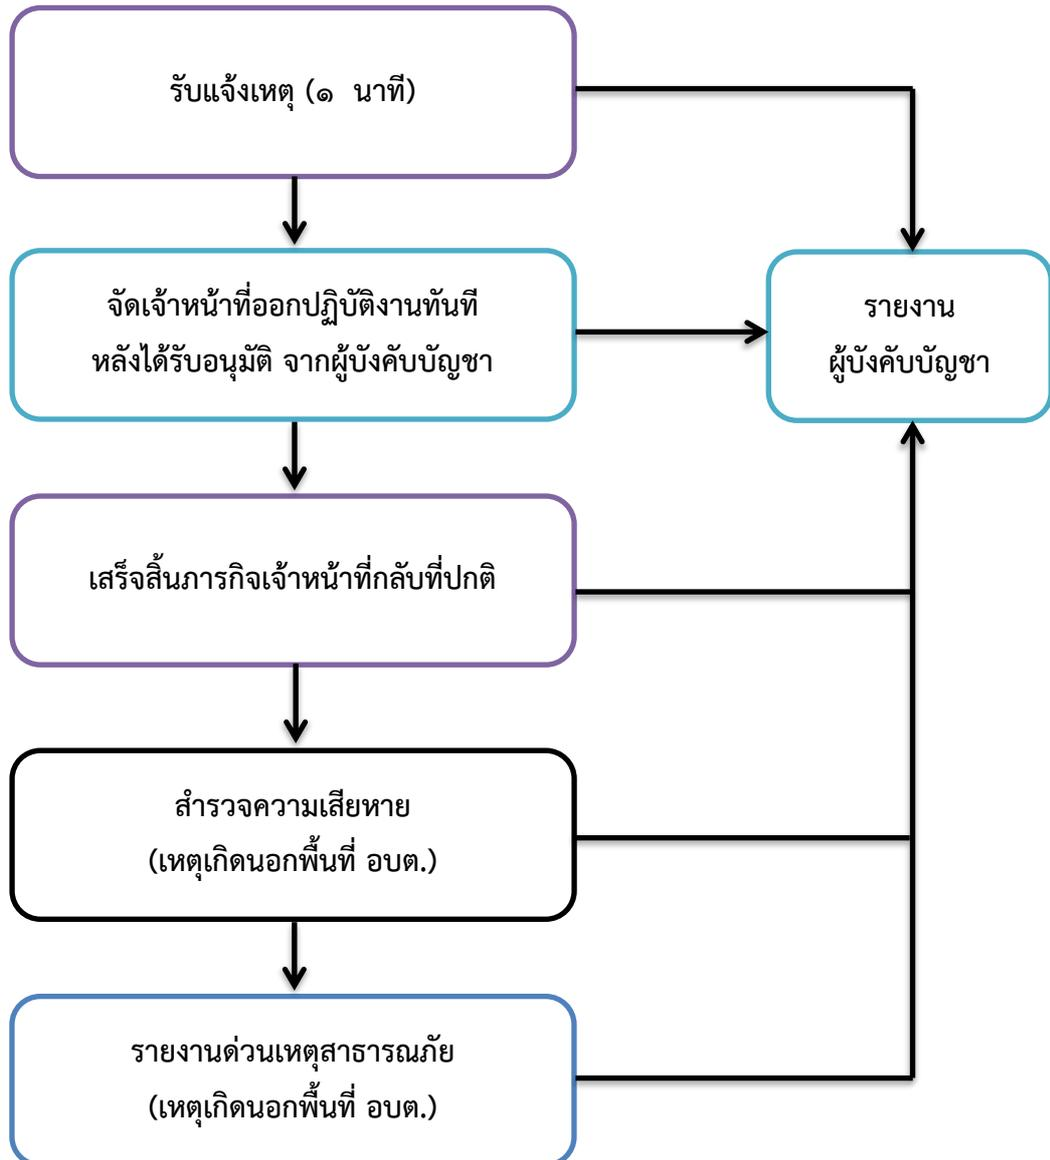 รับแจ้งเหตุ (๑ นาที)
จัดเจ้าหน้าที่ออกปฏิบัติงานทันที
หลังได้รับอนุมัติ จากผู้บังคับบัญชา
รายงาน
ผู้บังคับบัญชา
เสร็จสิ้นภารกิจเจ้าหน้าที่กลับที่ปกติ
สำรวจความเสียหาย
(เหตุเกิดนอกพื้นที่ อบต.)
รายงานด่วนเหตุสาธารณภัย
(เหตุเกิดนอกพื้นที่ อบต.)